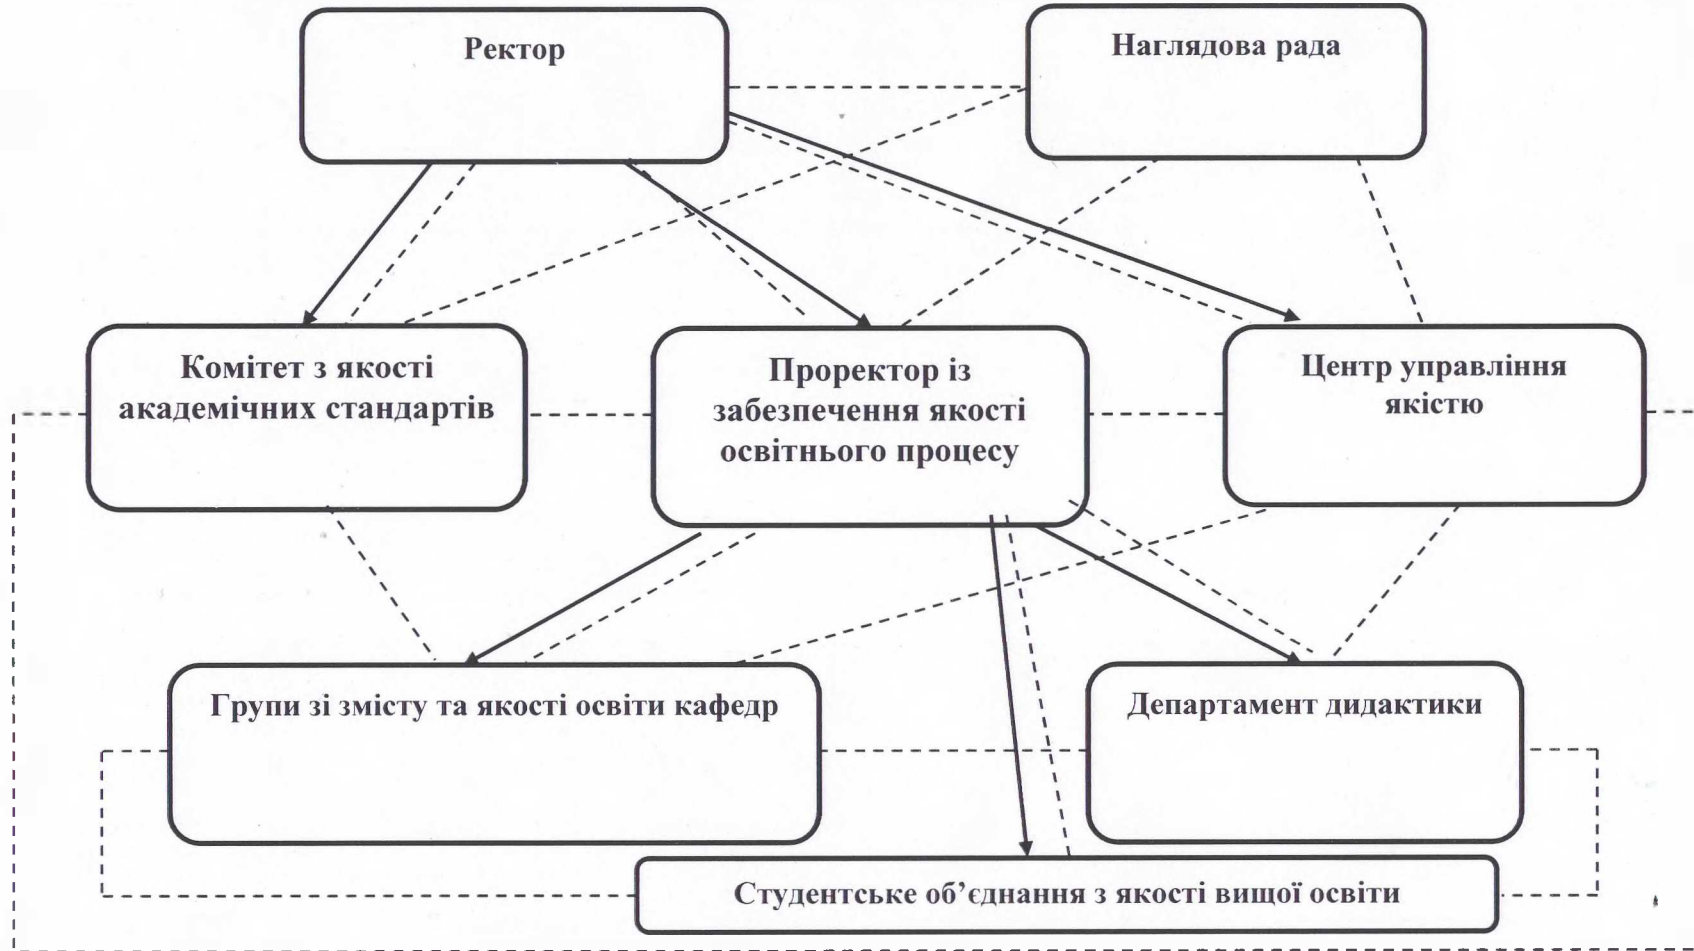 Ректор
Наглядова рада
Комітет з якості
академічних стандартів
Проректор із
забезпечення якості
освітнього процесу
Центр управління
якістю
Групи зі змісту та якості освіти кафедр
Департамент дидактики
Студентське об’єднання з якості вищої освіти